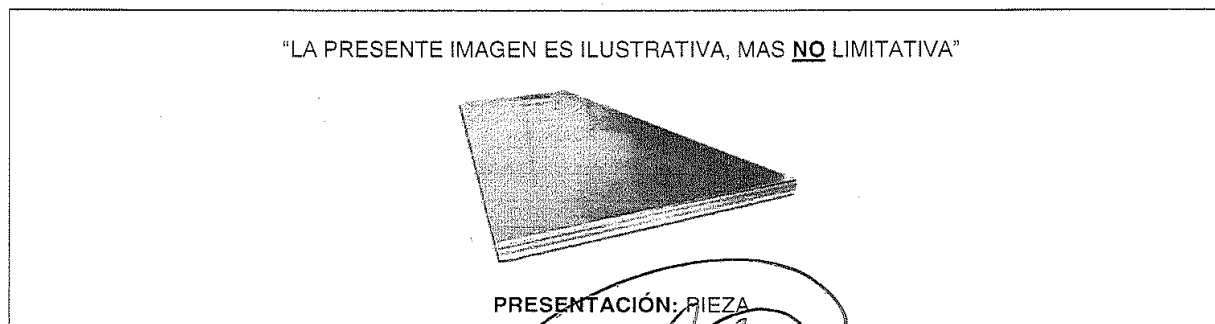 "LA PRESENTE IMAGEN ES ILUSTRATIVA, MAS NO LIMITATIVA"
PRESENTACIÓN: PIEZA